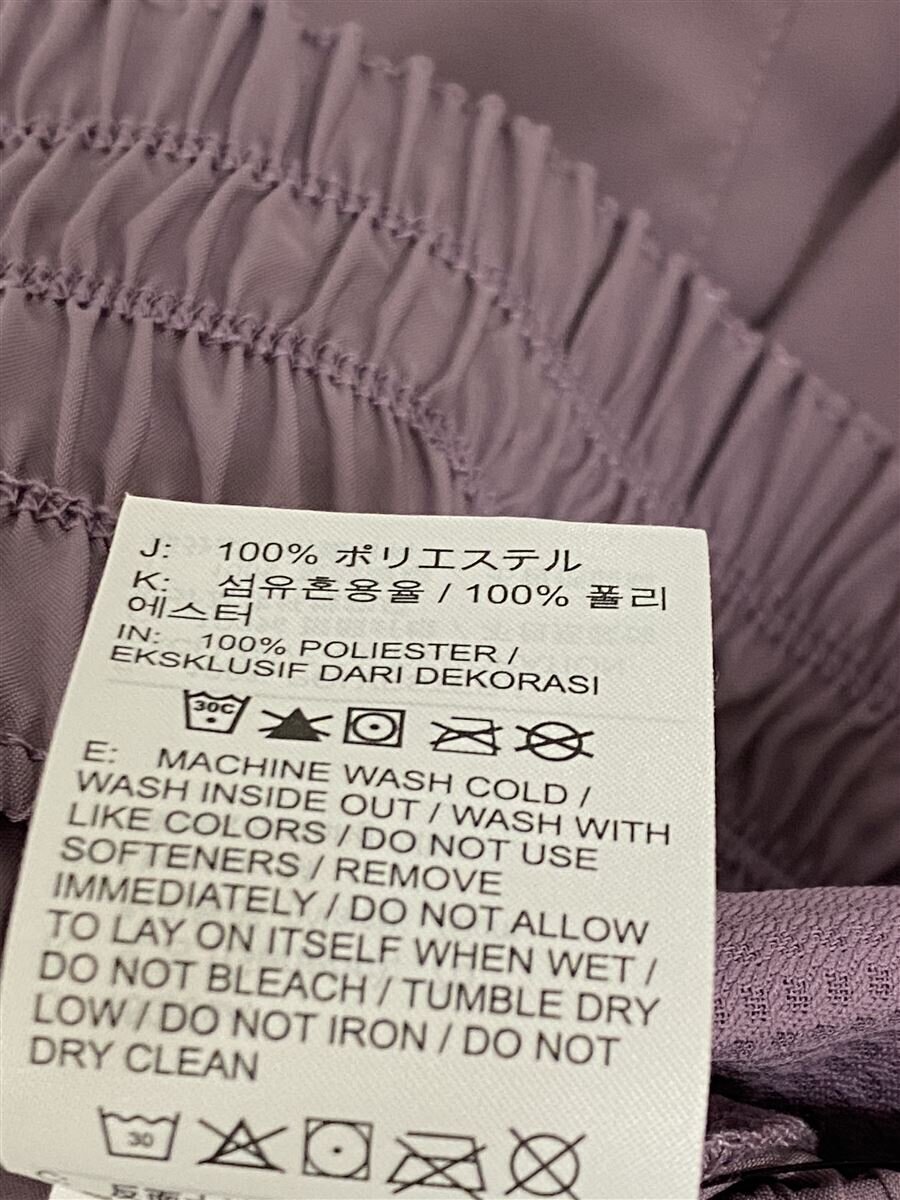 J: 100% ポリエステル
K: 섬유혼용율 / 100% 폴리
에스터
IN: 100% POLIESTER /
EKSKLUSIF DARI DEKORASI
30C
E: MACHINE WASH COLD /
WASH INSIDE OUT / WASH WITH
LIKE COLORS / DO NOT USE
SOFTENERS / REMOVE
IMMEDIATELY / DO NOT ALLOW
TO LAY ON ITSELF WHEN WET /
DO NOT BLEACH / TUMBLE DRY
LOW / DO NOT IRON / DO NOT
DRY CLEAN
30